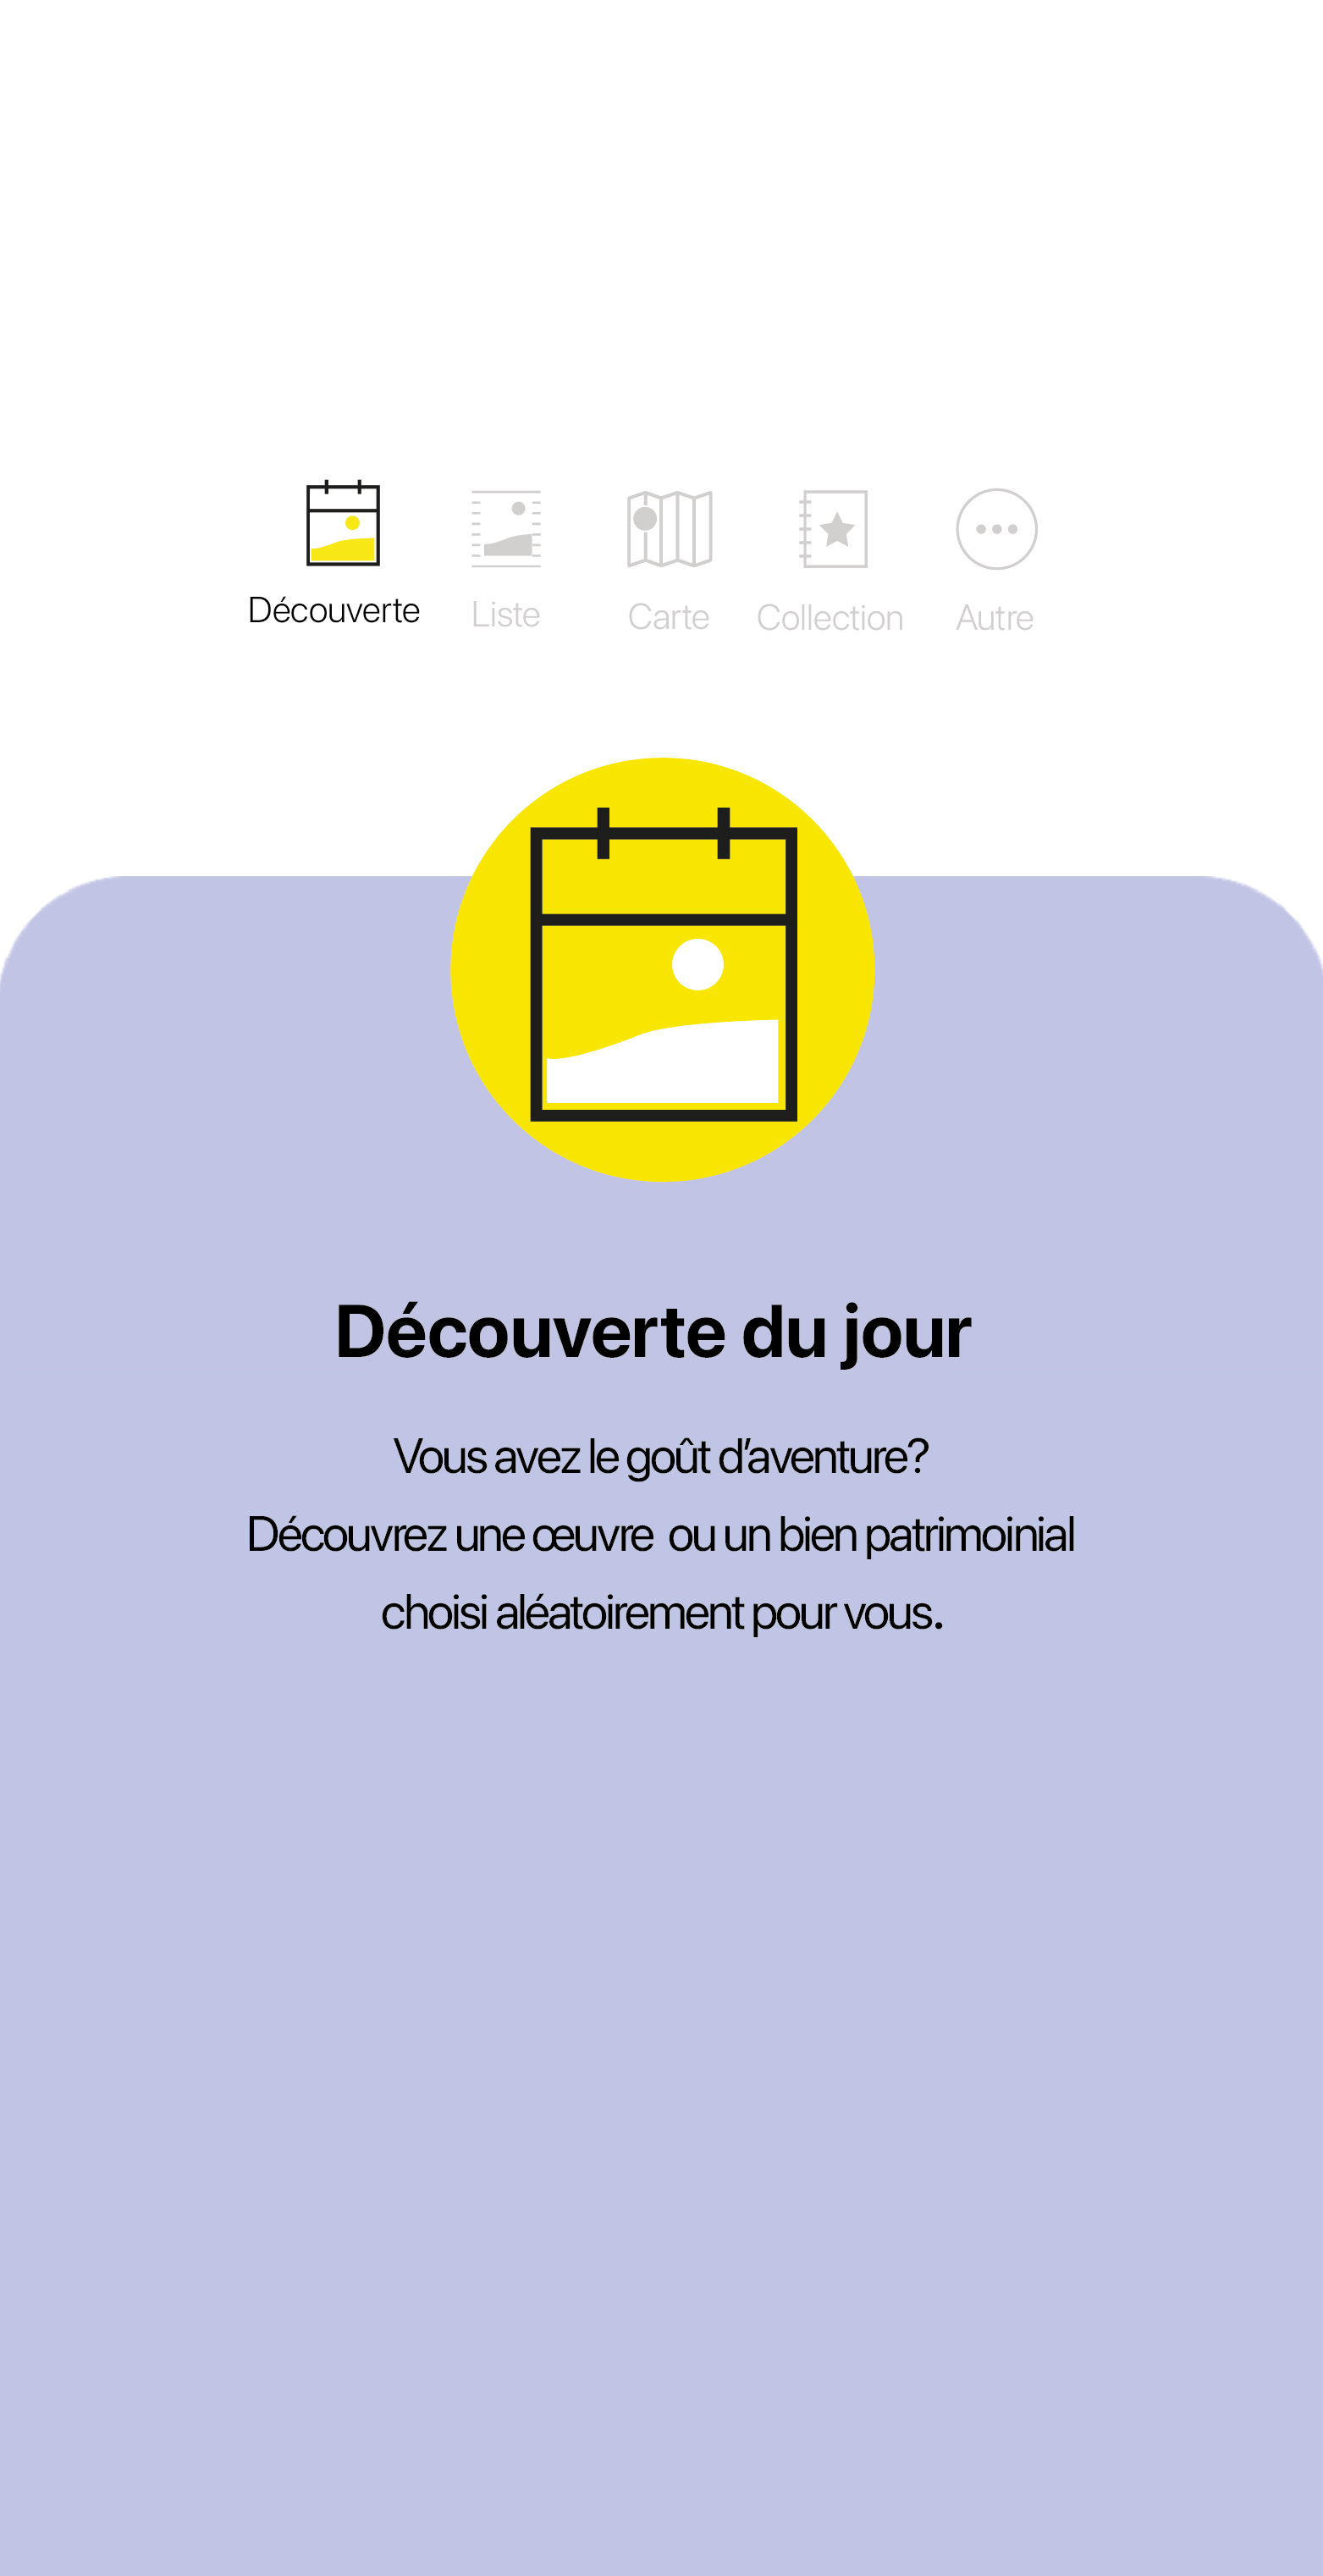 Découverte Liste Carte Collection Autre
Découverte du jour
Vous avez le goût d’aventure?
Découvrez une œuvre ou un bien patrimoinial
choisi aléatoirement pour vous.